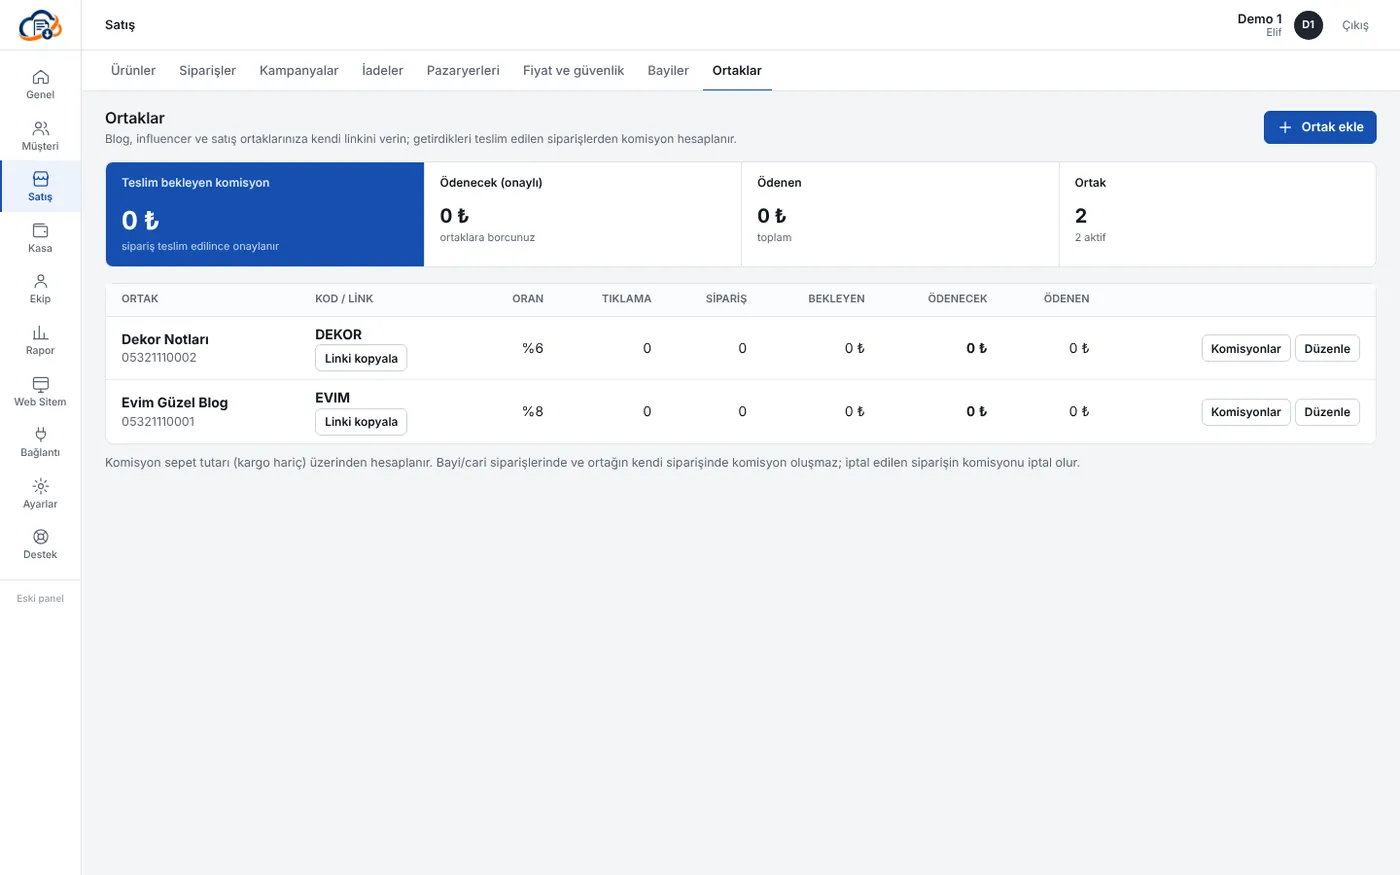 Satış
Demo 1
Elif
D1
Çıkış
Genel
Müşteri
Satış
Kasa
Ekip
Rapor
Web Sitem
Bağlantı
Ayarlar
Destek
Eski panel
Ürünler Siparişler Kampanyalar İadeler Pazaryerleri Fiyat ve güvenlik Bayiler Ortaklar
Ortaklar
Blog, influencer ve satış ortaklarınıza kendi linkini verin; getirdikleri teslim edilen siparişlerden komisyon hesaplanır.
+ Ortak ekle
Teslim bekleyen komisyon
0 ₺
sipariş teslim edilince onaylanır
Ödenecek (onaylı)
0 ₺
ortaklara borcunuz
Ödenen
0 ₺
toplam
Ortak
2
2 aktif
ORTAK KOD / LİNK ORAN TIKLAMA SİPARİŞ BEKLEYEN ÖDENECEK ÖDENEN
Dekor Notları
05321110002
DEKOR
Linki kopyala
%6 0 0 0 ₺ 0 ₺ 0 ₺ Komisyonlar Düzenle
Evim Güzel Blog
05321110001
EVIM
Linki kopyala
%8 0 0 0 ₺ 0 ₺ 0 ₺ Komisyonlar Düzenle
Komisyon sepet tutarı (kargo hariç) üzerinden hesaplanır. Bayi/cari siparişlerinde ve ortağın kendi siparişinde komisyon oluşmaz; iptal edilen siparişin komisyonu iptal olur.